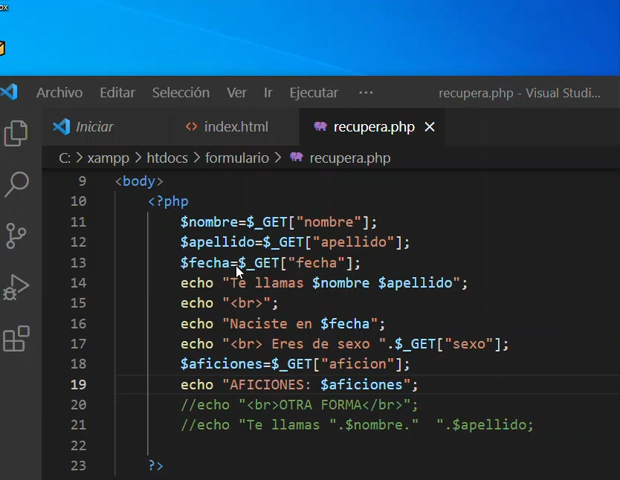 ox
Archivo Editar Selección Ver Ir Ejecutar ··· recupera.php - Visual Studi...
Iniciar index.html recupera.php
C: > xampp > htdocs > formulario > recupera.php
9 <body>
10 <?php
11 $nombre=$_GET["nombre"];
12 $apellido=$_GET["apellido"];
13 $fecha=$_GET["fecha"];
14 echo "Te llamas $nombre $apellido";
15 echo "<br>";
16 echo "Naciste en $fecha";
17 echo "<br> Eres de sexo ".$_GET["sexo"];
18 $aficiones=$_GET["aficion"];
19 echo "AFICIONES: $aficiones";
20 //echo "<br>OTRA FORMA</br>";
21 //echo "Te llamas ".$nombre."  ".$apellido;
22
23 ?>